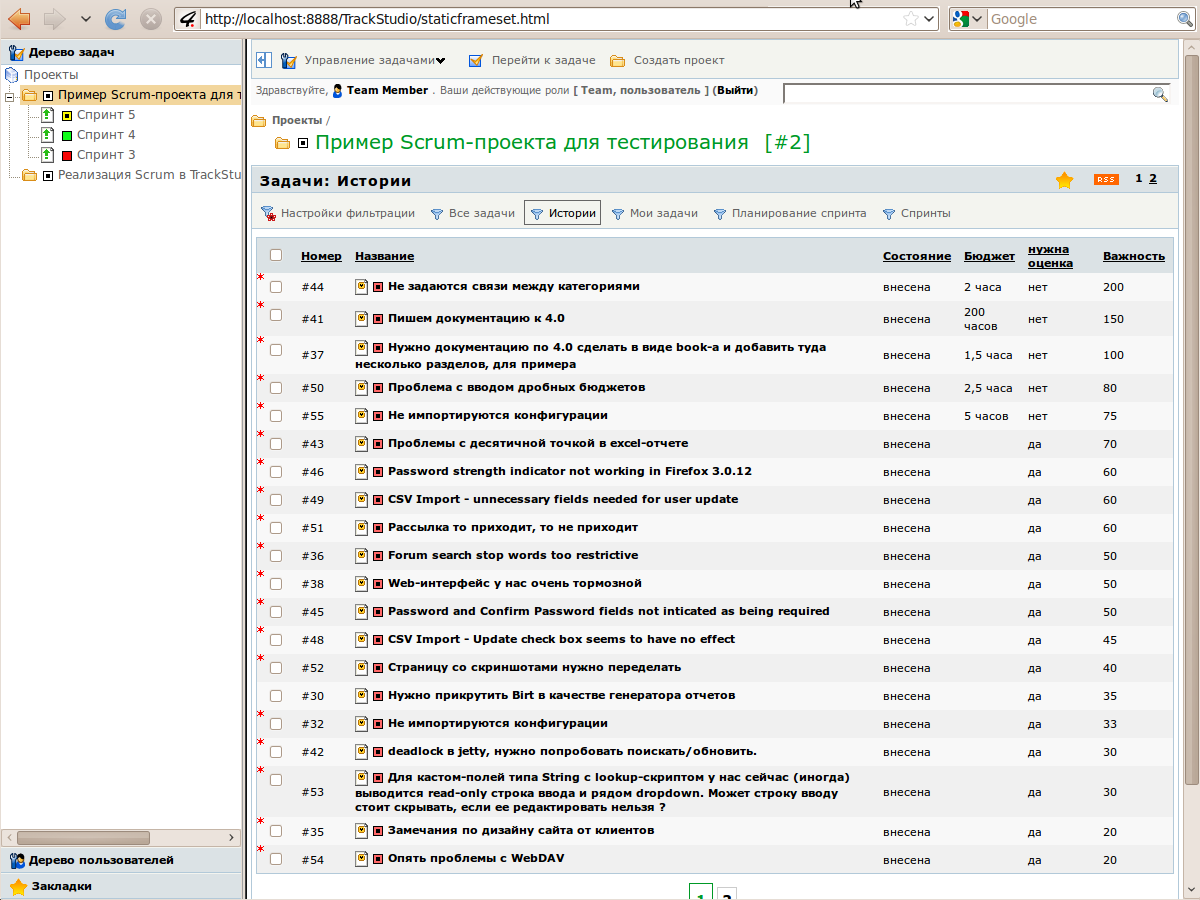 http://localhost:8888/TrackStudio/staticframeset.html
Google
Дерево задач
Проекты
Пример Scrum-проекта для т
Спринт 5
Спринт 4
Спринт 3
Реализация Scrum в TrackStu
Дерево пользователей
Закладки
Управление задачами Перейти к задаче Создать проект
Здравствуйте, Team Member . Ваши действующие роли [ Team, пользователь ] (Выйти)
Проекты /
Пример Scrum-проекта для тестирования [#2]
Задачи: Истории RSS 1 2
Настройки фильтрации Все задачи Истории Мои задачи Планирование спринта Спринты
Номер Название Состояние Бюджет нужна оценка Важность
* #44 Не задаются связи между категориями внесена 2 часа нет 200
* #41 Пишем документацию к 4.0 внесена 200 часов нет 150
* #37 Нужно документацию по 4.0 сделать в виде book-а и добавить туда
несколько разделов, для примера внесена 1,5 часа нет 100
* #50 Проблема с вводом дробных бюджетов внесена 2,5 часа нет 80
* #55 Не импортируются конфигурации внесена 5 часов нет 75
* #43 Проблемы с десятичной точкой в excel-отчете внесена да 70
* #46 Password strength indicator not working in Firefox 3.0.12 внесена да 60
* #49 CSV Import - unnecessary fields needed for user update внесена да 60
* #51 Рассылка то приходит, то не приходит внесена да 60
* #36 Forum search stop words too restrictive внесена да 50
* #38 Web-интерфейс у нас очень тормозной внесена да 50
* #45 Password and Confirm Password fields not inticated as being required внесена да 50
* #48 CSV Import - Update check box seems to have no effect внесена да 45
* #52 Страницу со скриншотами нужно переделать внесена да 40
#30 Нужно прикрутить Birt в качестве генератора отчетов внесена да 35
* #32 Не импортируются конфигурации внесена да 33
* #42 deadlock в jetty, нужно попробовать поискать/обновить. внесена да 30
* #53 Для кастом-полей типа String с lookup-скриптом у нас сейчас (иногда)
выводится read-only строка ввода и рядом dropdown. Может строку вводу
стоит скрывать, если ее редактировать нельзя ? внесена да 30
* #35 Замечания по дизайну сайта от клиентов внесена да 20
* #54 Опять проблемы с WebDAV внесена да 20
1 2